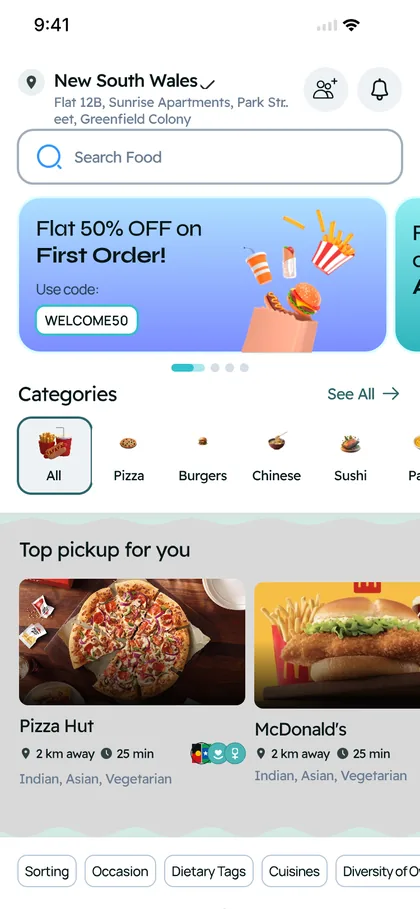 9:41
New South Wales
Flat 12B, Sunrise Apartments, Park Str..
eet, Greenfield Colony
Search Food
Flat 50% OFF on
First Order!
Use code:
WELCOME50
Categories
See All
All
Pizza
Burgers
Chinese
Sushi
Top pickup for you
Pizza Hut
2 km away
25 min
Indian, Asian, Vegetarian
McDonald's
2 km away
25 min
Indian, Asian, Vegetarian
Sorting
Occasion
Dietary Tags
Cuisines
Diversity of